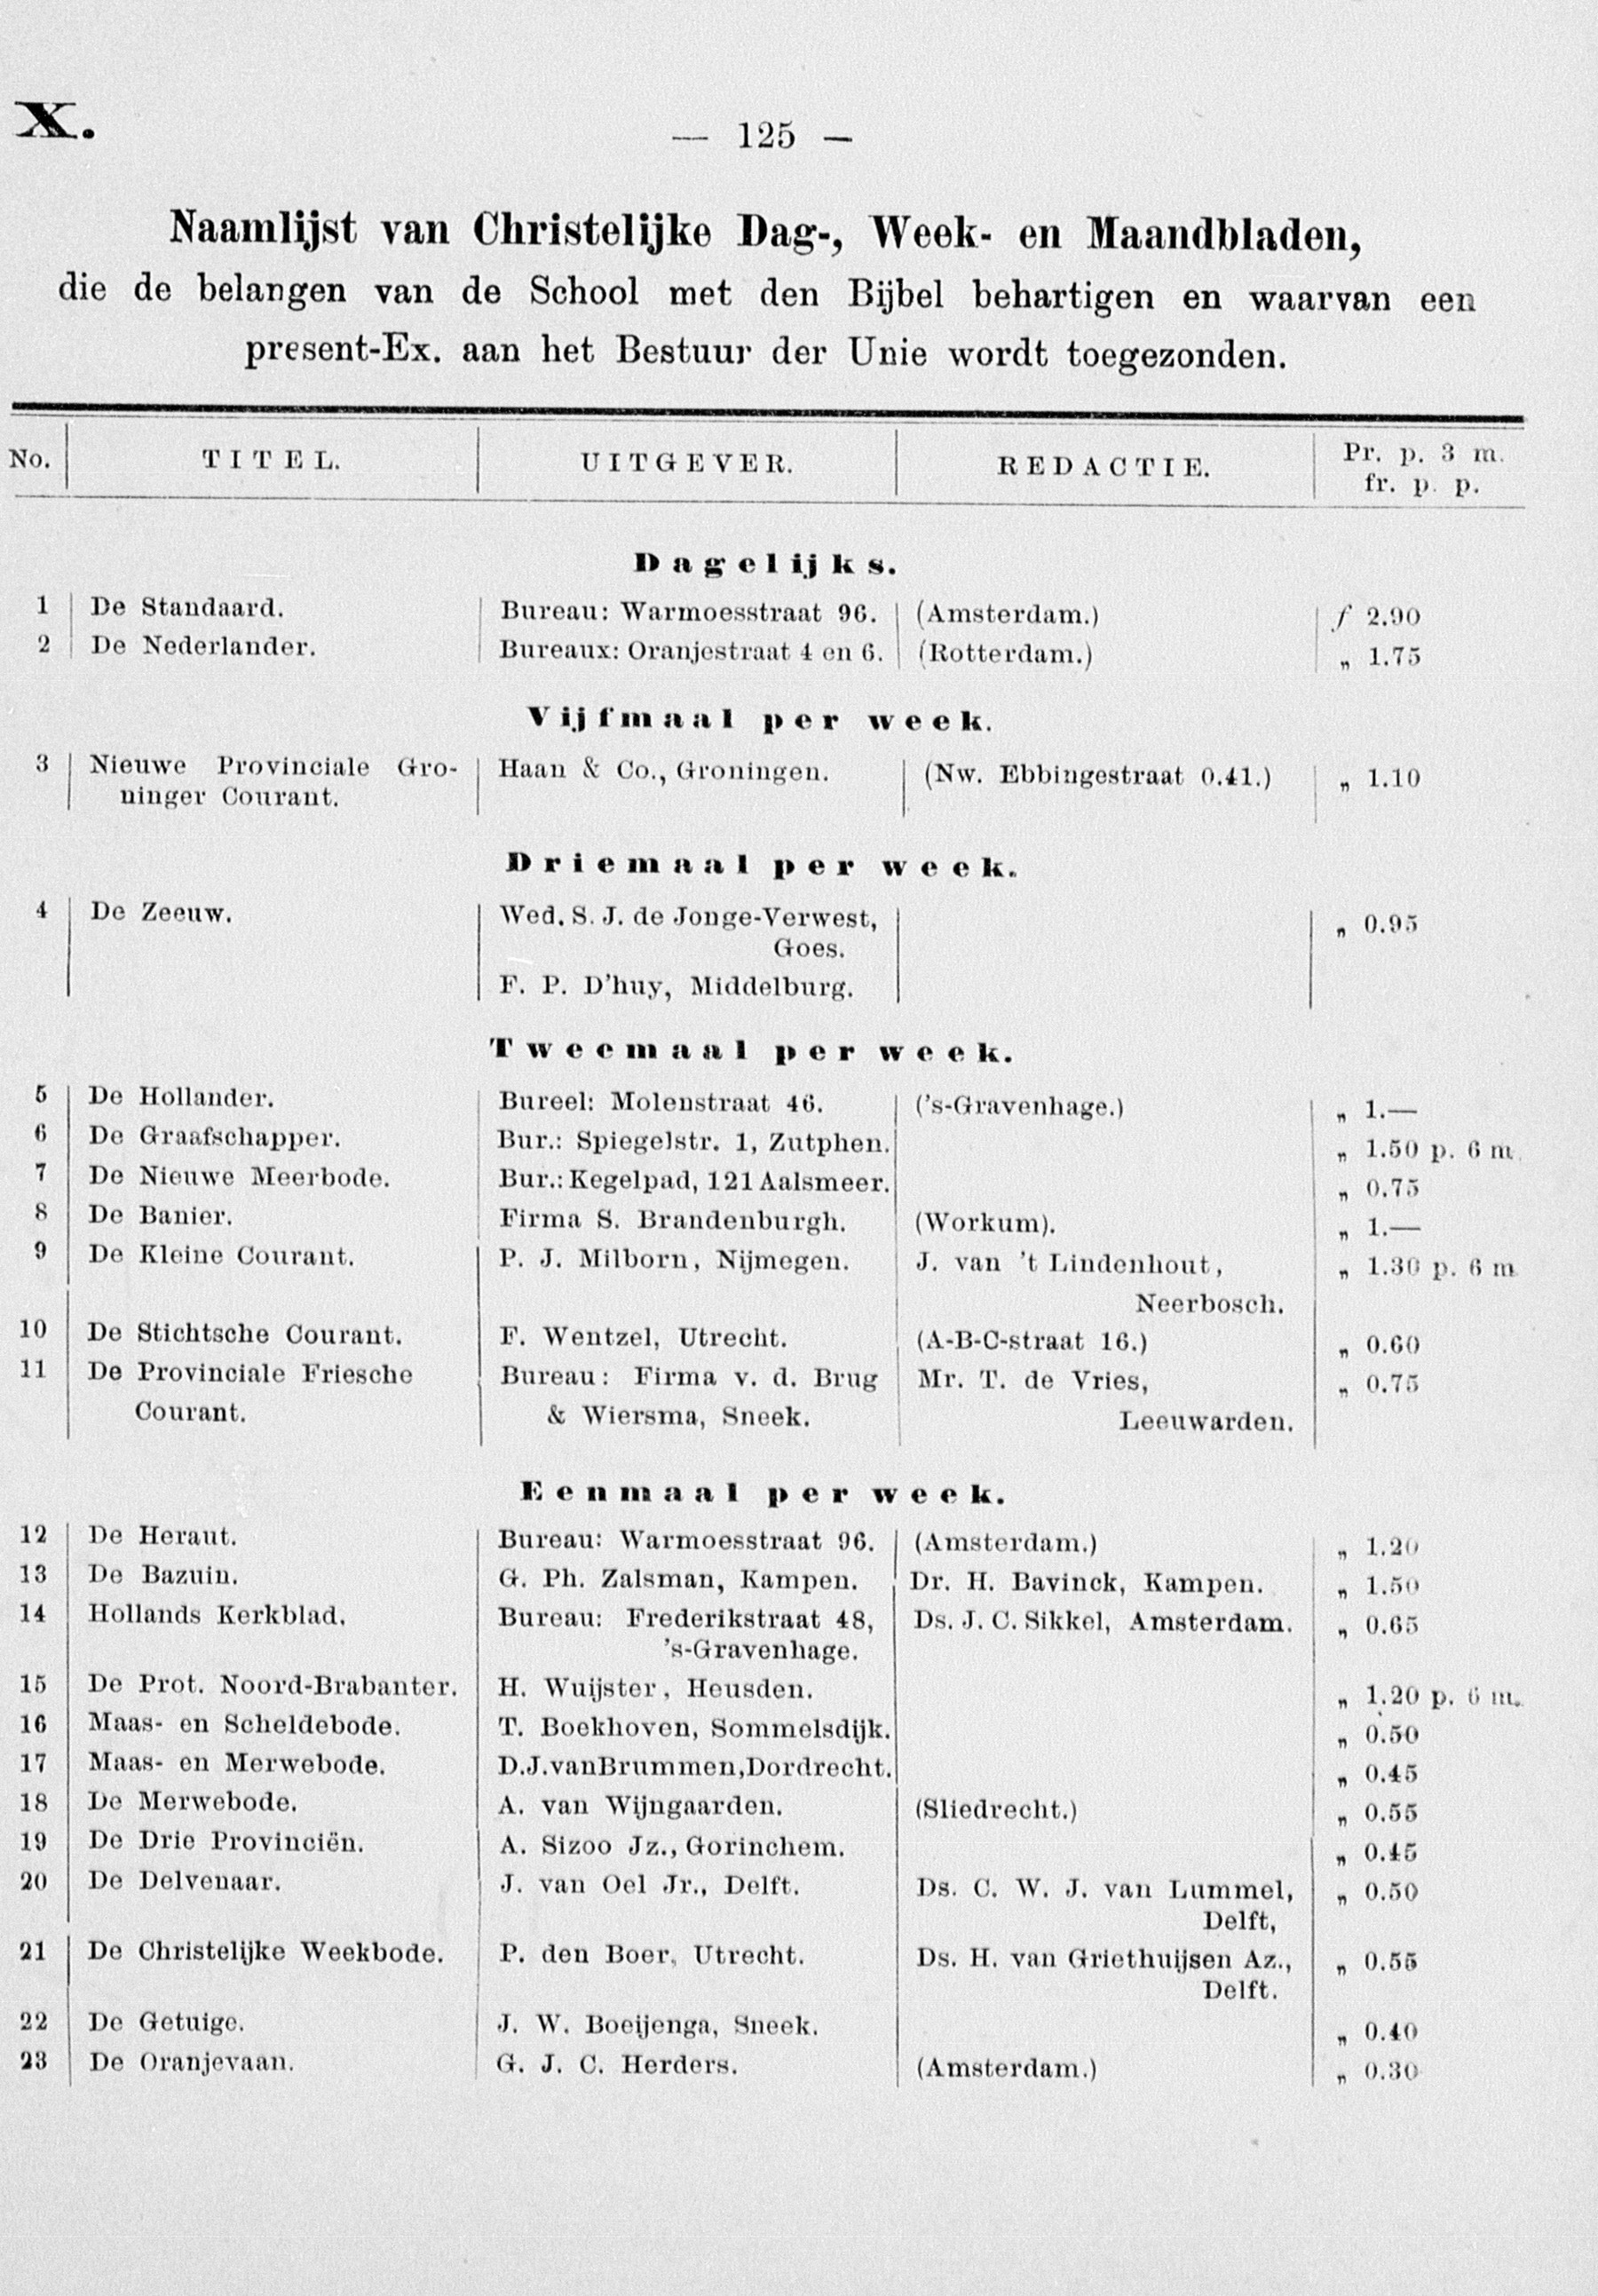 X.
— 125 —
Naamlijst van Christelijke Dag-, Week- en Maandbladen,
die de belangen van de School met den Bijbel behartigen en waarvan een
present-Ex. aan het Bestuur der Unie wordt toegezonden.
No. TITEL. UITGEVER. REDACTIE. Pr. p. 3 m.
fr. p. p.
Dagelijks.
1 De Standaard. Bureau: Warmoesstraat 96. (Amsterdam.) ƒ 2.90
2 De Nederlander. Bureaux: Oranjestraat 4 en 6. (Rotterdam.) „ 1.75
Vijfmaal per week.
3 Nieuwe Provinciale Gro- Haan & Co., Groningen. (Nw. Ebbingestraat 0.41.) „ 1.10
ninger Courant.
Driemaal per week.
4 De Zeeuw. Wed. S. J. de Jonge-Verwest, „ 0.95
Goes.
F. P. D'huy, Middelburg.
Tweemaal per week.
5 De Hollander. Bureel: Molenstraat 46. ('s-Gravenhage.) „ 1.—
6 De Graafschapper. Bur.: Spiegelstr. 1, Zutphen. „ 1.50 p. 6 m.
7 De Nieuwe Meerbode. Bur.: Kegelpad, 121 Aalsmeer. „ 0.75
8 De Banier. Firma S. Brandenburgh. (Workum). „ 1.—
9 De Kleine Courant. P. J. Milborn, Nijmegen. J. van 't Lindenhout, „ 1.30 p. 6 m
Neerbosch.
10 De Stichtsche Courant. F. Wentzel, Utrecht. (A-B-C-straat 16.) „ 0.60
11 De Provinciale Friesche Bureau: Firma v. d. Brug Mr. T. de Vries, „ 0.75
Courant. & Wiersma, Sneek. Leeuwarden.
Eenmaal per week.
12 De Heraut. Bureau: Warmoesstraat 96. (Amsterdam.) „ 1.20
13 De Bazuin. G. Ph. Zalsman, Kampen. Dr. H. Bavinck, Kampen. „ 1.50
14 Hollands Kerkblad. Bureau: Frederikstraat 48, Ds. J. C. Sikkel, Amsterdam. „ 0.65
's-Gravenhage.
15 De Prot. Noord-Brabanter. H. Wuijster, Heusden. „ 1.20 p. 6 m.
16 Maas- en Scheldebode. T. Boekhoven, Sommelsdijk. „ 0.50
17 Maas- en Merwebode. D.J.vanBrummen,Dordrecht. „ 0.45
18 De Merwebode. A. van Wijngaarden. (Sliedrecht.) „ 0.55
19 De Drie Provinciën. A. Sizoo Jz., Gorinchem. „ 0.45
20 De Delvenaar. J. van Oel Jr., Delft. Ds. C. W. J. van Lummel, „ 0.50
Delft,
21 De Christelijke Weekbode. P. den Boer, Utrecht. Ds. H. van Griethuijsen Az., „ 0.55
Delft.
22 De Getuige. J. W. Boeijenga, Sneek. „ 0.40
23 De Oranjevaan. G. J. C. Herders. (Amsterdam.) „ 0.30